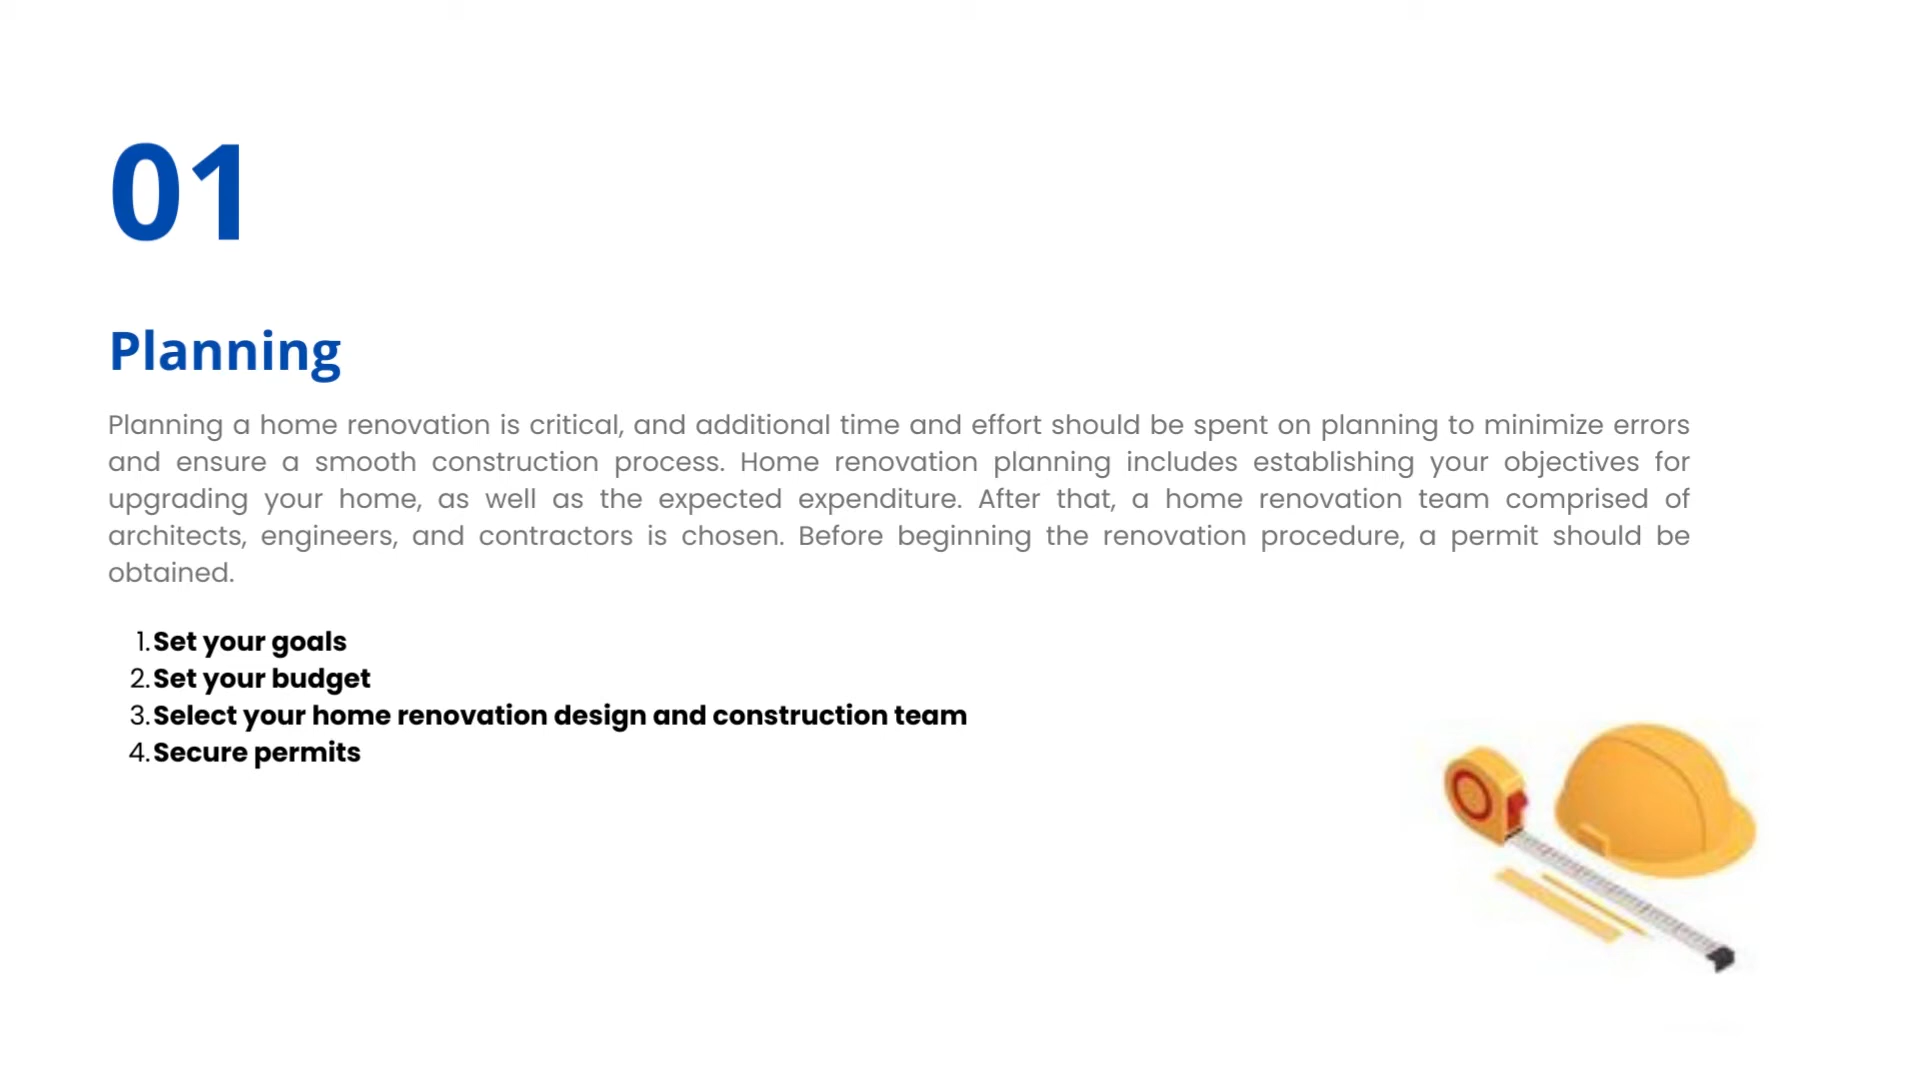 01
Planning
Planning a home renovation is critical, and additional time and effort should be spent on planning to minimize errors
and ensure a smooth construction process. Home renovation planning includes establishing your objectives for
upgrading your home, as well as the expected expenditure. After that, a home renovation team comprised of
architects, engineers, and contractors is chosen. Before beginning the renovation procedure, a permit should be
obtained.
1. Set your goals
2. Set your budget
3. Select your home renovation design and construction team
4. Secure permits